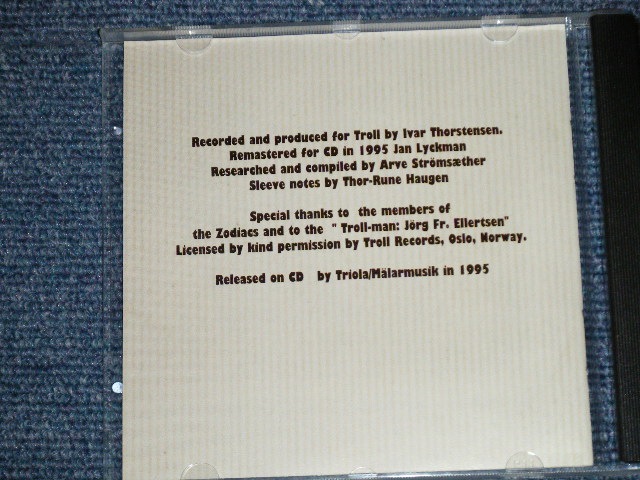 Recorded and produced for Troll by Ivar Thorstensen.
Remastered for CD in 1995 Jan Lyckman
Researched and compiled by Arve Strömsæther
Sleeve notes by Thor-Rune Haugen
Special thanks to the members of
the Zodiacs and to the " Troll-man: Jörg Fr. Ellertsen"
Licensed by kind permission by Troll Records, Oslo, Norway.
Released on CD by Triola/Mälarmusik in 1995